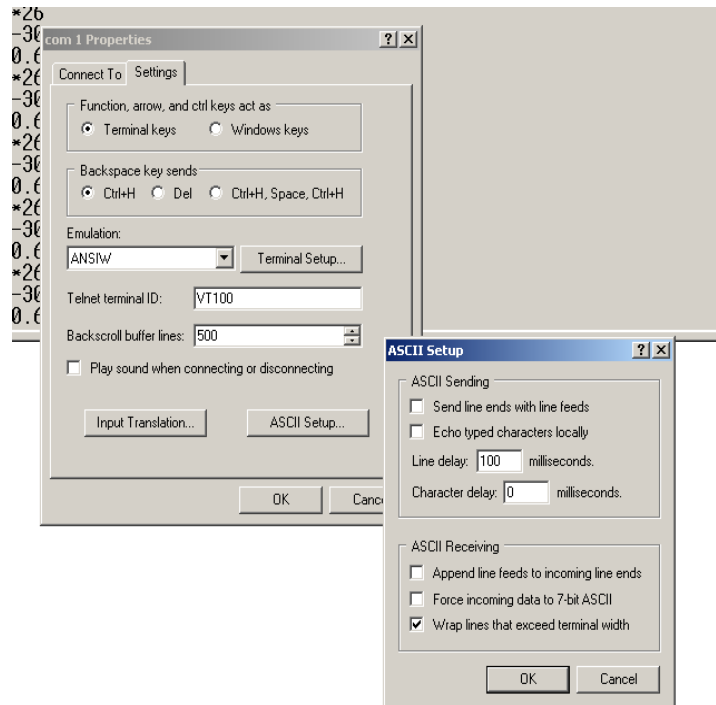 *26
-30
0.6
*26
-30
0.6
*26
-30
0.6
*26
-30
0.6
*26
-30
0.6
com 1 Properties
Connect To Settings
Function, arrow, and ctrl keys act as
Terminal keys Windows keys
Backspace key sends
Ctrl+H Del Ctrl+H, Space, Ctrl+H
Emulation:
ANSIW Terminal Setup...
Telnet terminal ID: VT100
Backscroll buffer lines: 500
Play sound when connecting or disconnecting
Input Translation... ASCII Setup...
OK Canc
ASCII Setup
ASCII Sending
Send line ends with line feeds
Echo typed characters locally
Line delay: 100 milliseconds.
Character delay: 0 milliseconds.
ASCII Receiving
Append line feeds to incoming line ends
Force incoming data to 7-bit ASCII
Wrap lines that exceed terminal width
OK Cancel